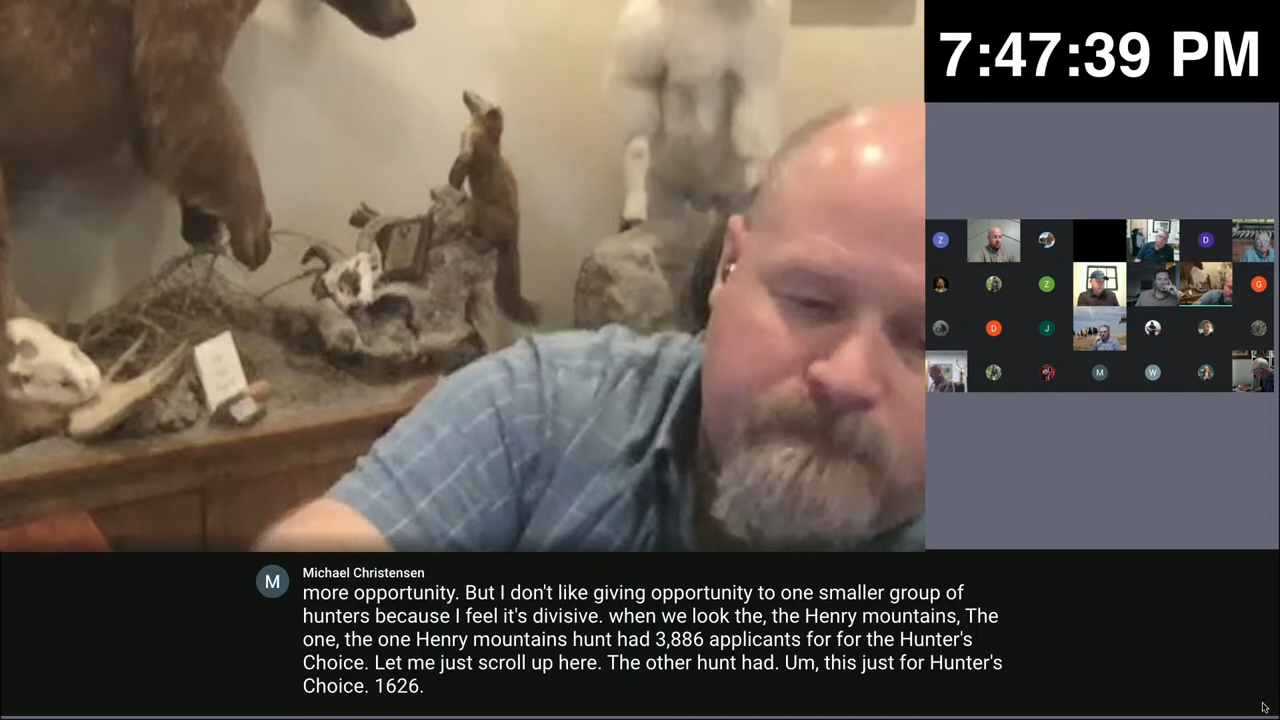 7:47:39 PM
Z
D
Z
G
D
J
M
W
M
Michael Christensen
more opportunity. But I don't like giving opportunity to one smaller group of
hunters because I feel it's divisive. when we look the, the Henry mountains, The
one, the one Henry mountains hunt had 3,886 applicants for for the Hunter's
Choice. Let me just scroll up here. The other hunt had. Um, this just for Hunter's
Choice. 1626.